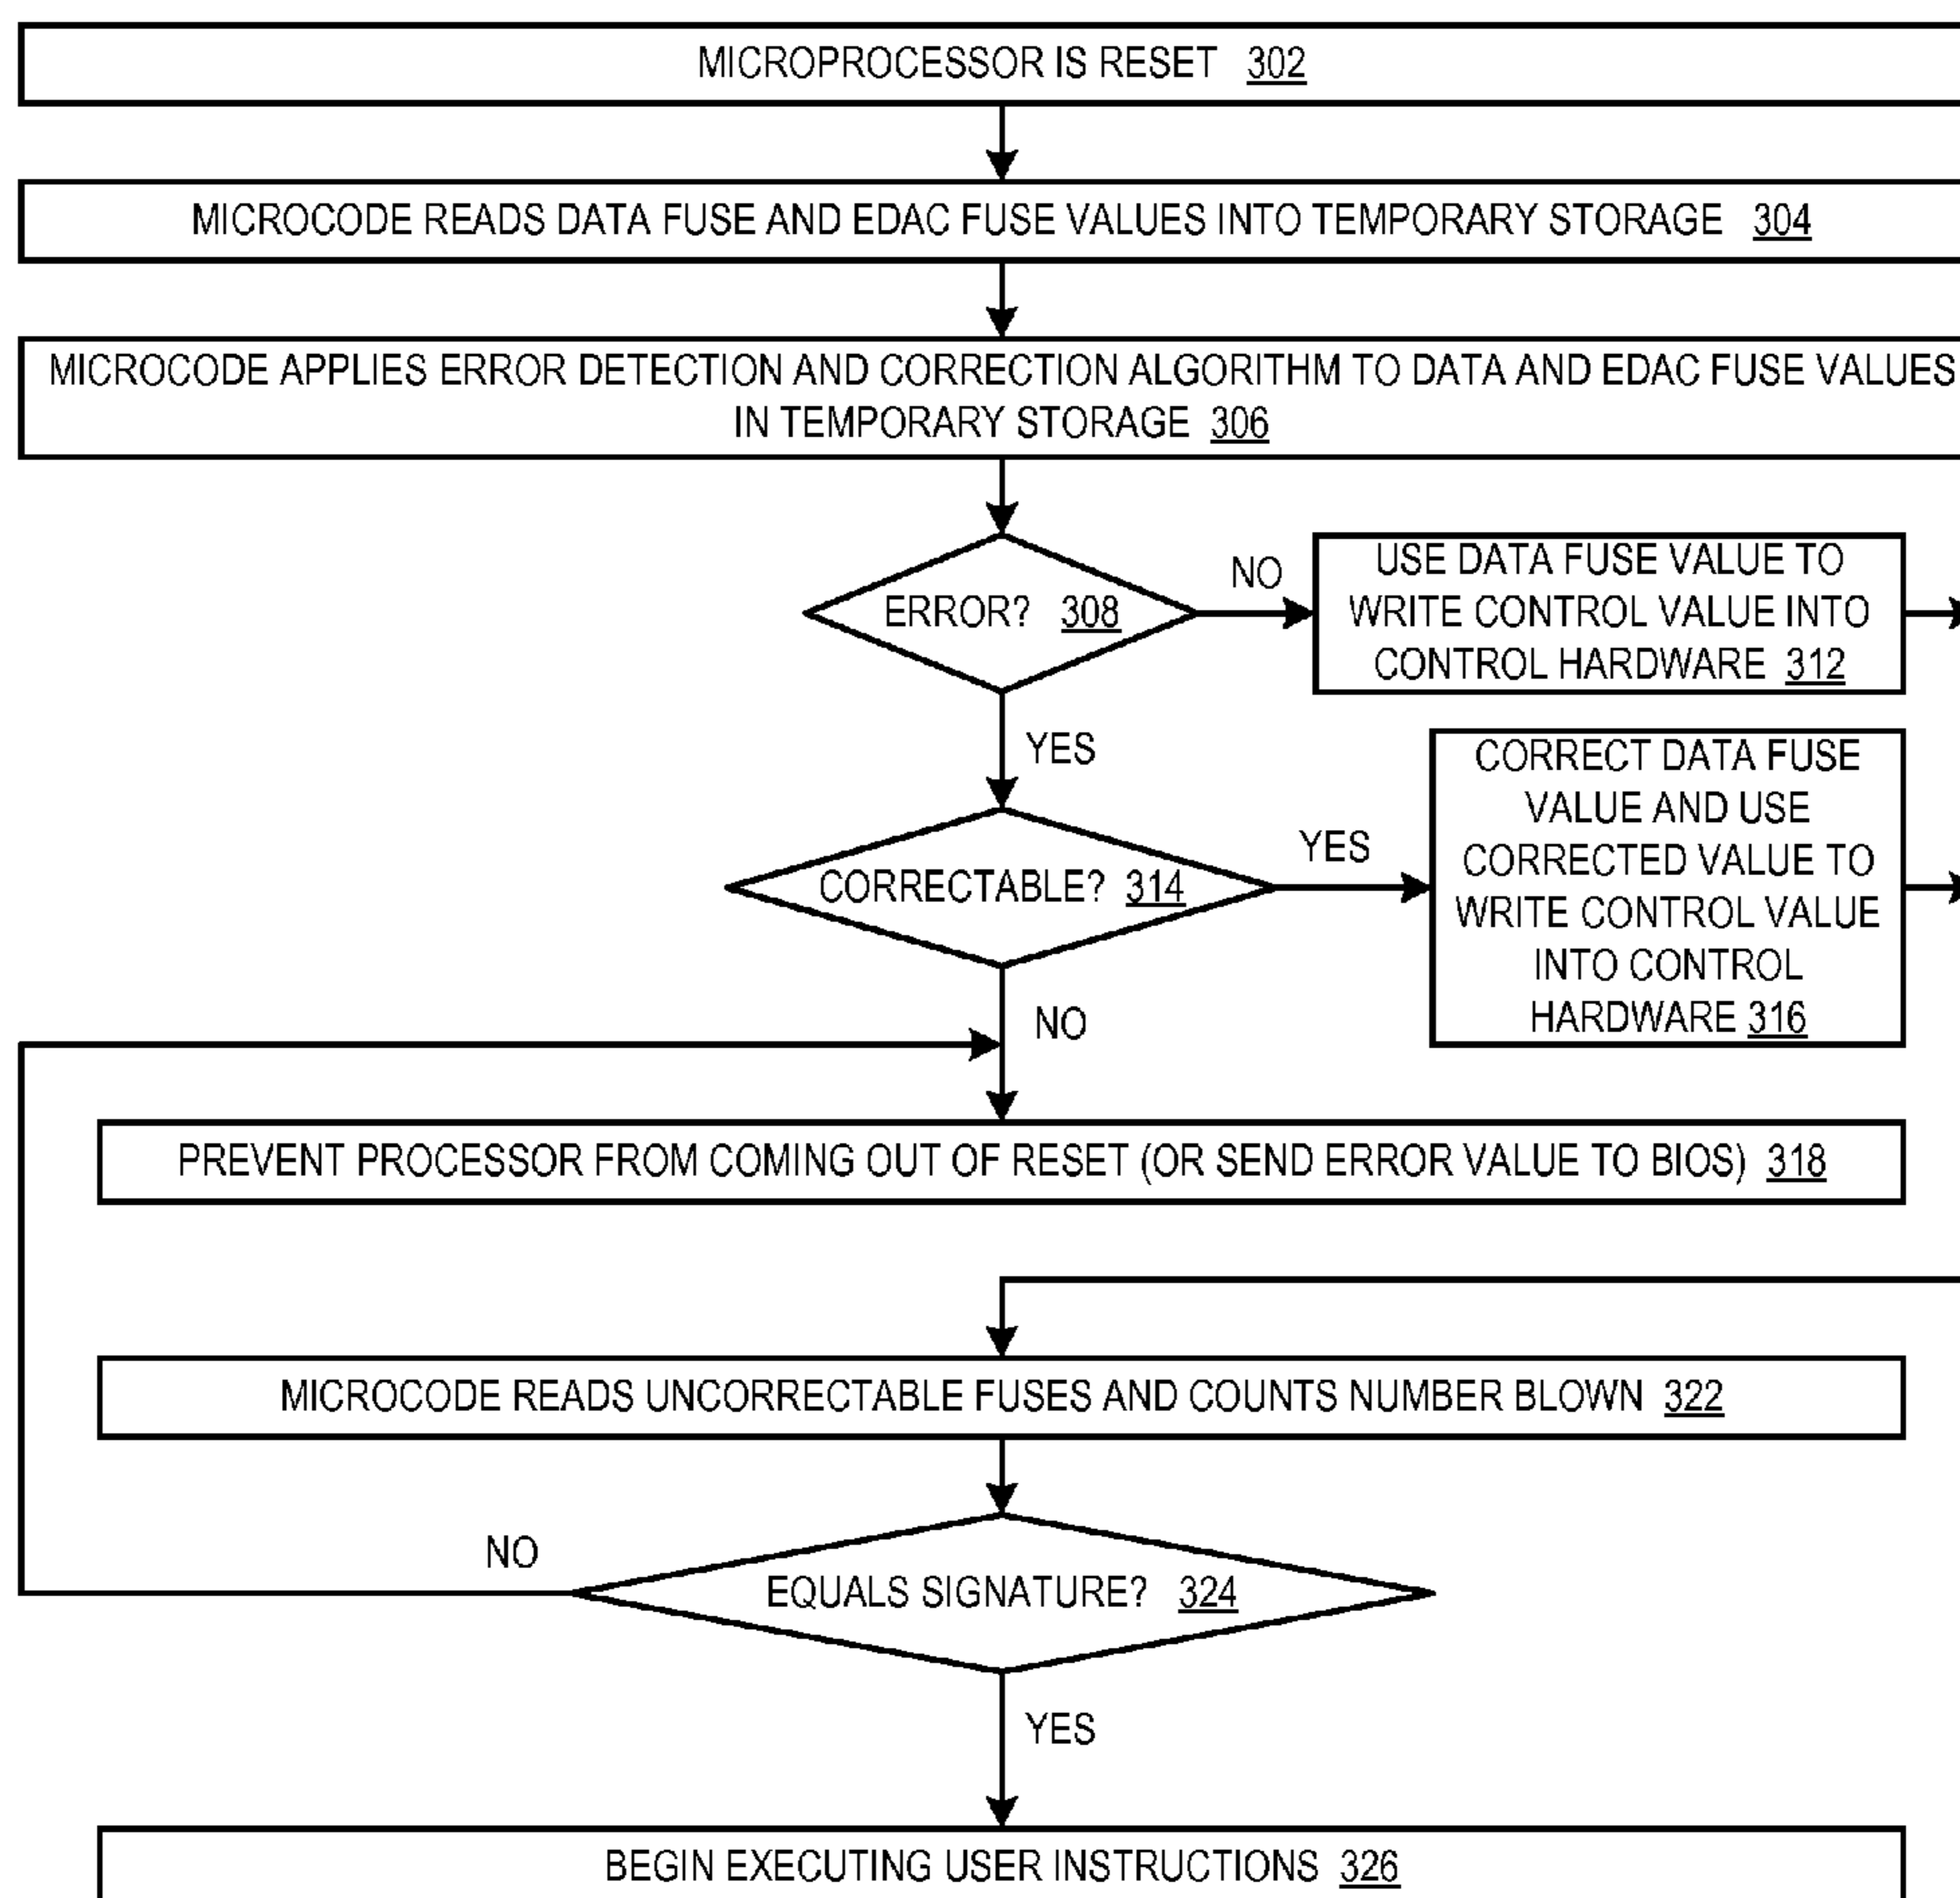 MICROPROCESSOR IS RESET 302
MICROCODE READS DATA FUSE AND EDAC FUSE VALUES INTO TEMPORARY STORAGE 304
MICROCODE APPLIES ERROR DETECTION AND CORRECTION ALGORITHM TO DATA AND EDAC FUSE VALUES
IN TEMPORARY STORAGE 306
ERROR? 308
NO
USE DATA FUSE VALUE TO
WRITE CONTROL VALUE INTO
CONTROL HARDWARE 312
YES
CORRECTABLE? 314
YES
CORRECT DATA FUSE
VALUE AND USE
CORRECTED VALUE TO
WRITE CONTROL VALUE
INTO CONTROL
HARDWARE 316
NO
PREVENT PROCESSOR FROM COMING OUT OF RESET (OR SEND ERROR VALUE TO BIOS) 318
MICROCODE READS UNCORRECTABLE FUSES AND COUNTS NUMBER BLOWN 322
EQUALS SIGNATURE? 324
NO
YES
BEGIN EXECUTING USER INSTRUCTIONS 326